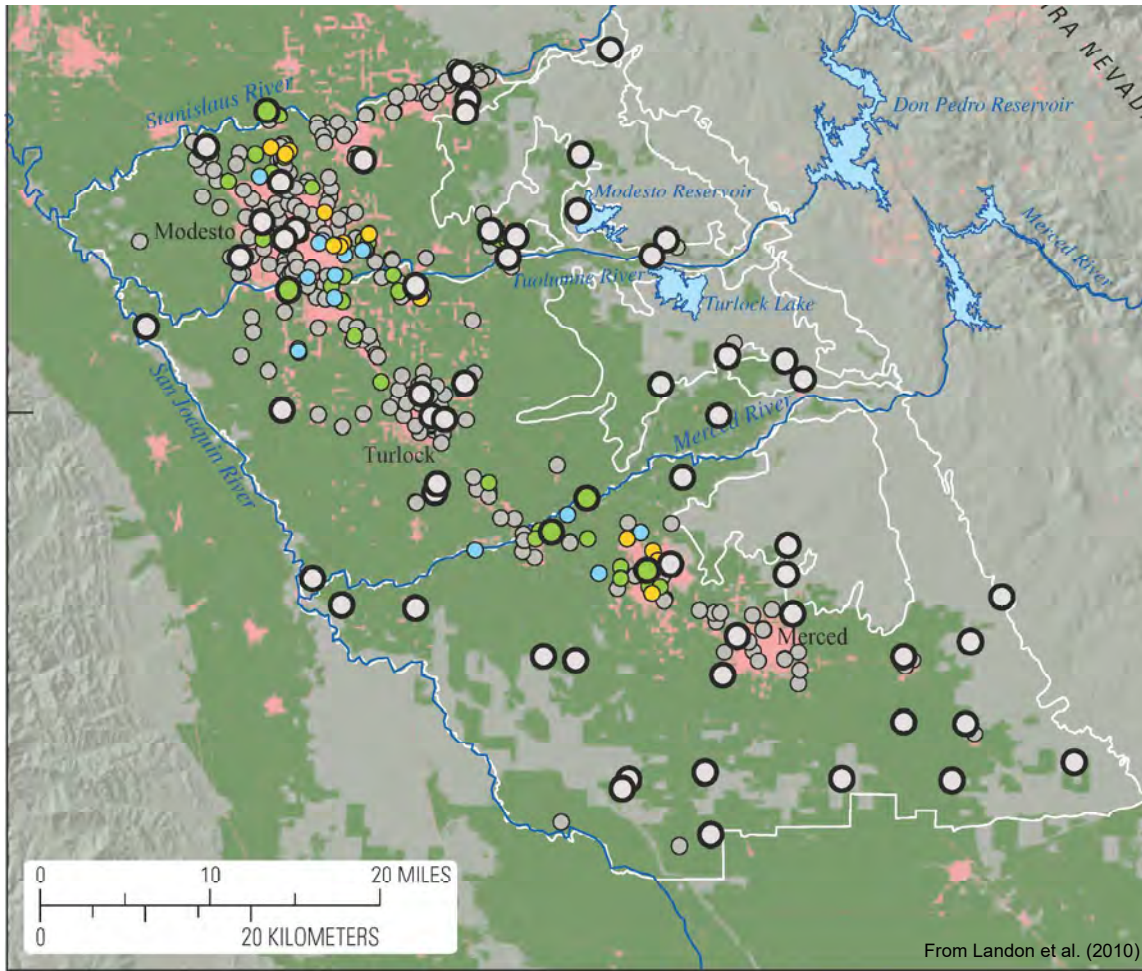 RA NEVAD
Stanislaus River
Don Pedro Reservoir
Modesto Reservoir
Merced River
Modesto
Tuolumne River
Turlock Lake
San Joaquin River
Merced River
Turlock
Merced
0 10 20 MILES
0 20 KILOMETERS
From Landon et al. (2010)